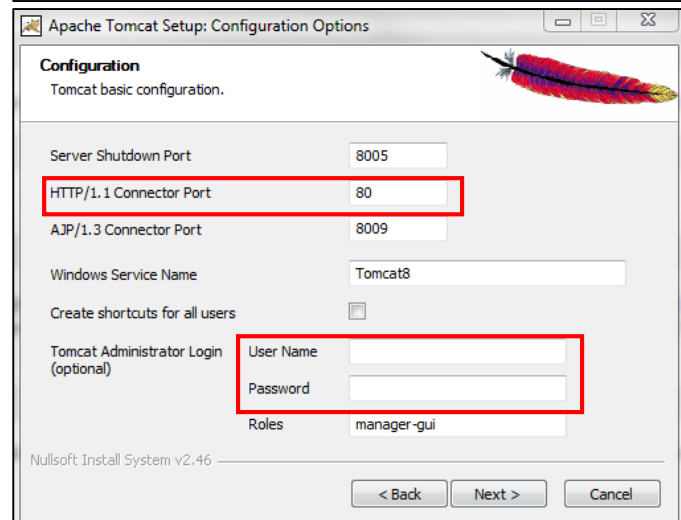 Apache Tomcat Setup: Configuration Options
Configuration
Tomcat basic configuration.
Server Shutdown Port 8005
HTTP/1.1 Connector Port 80
AJP/1.3 Connector Port 8009
Windows Service Name Tomcat8
Create shortcuts for all users
Tomcat Administrator Login User Name
(optional)
Password
Roles manager-gui
Nullsoft Install System v2.46
< Back Next > Cancel